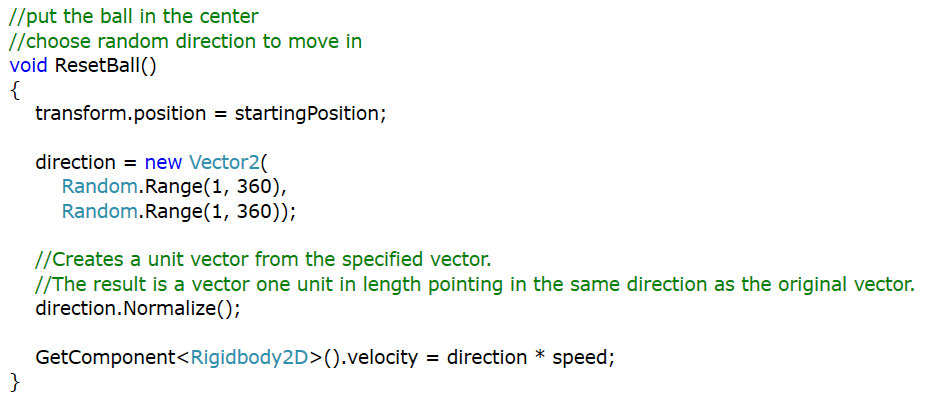 //put the ball in the center
//choose random direction to move in
void ResetBall()
{
transform.position = startingPosition;
direction = new Vector2(
Random.Range(1, 360),
Random.Range(1, 360));
//Creates a unit vector from the specified vector.
//The result is a vector one unit in length pointing in the same direction as the original vector.
direction.Normalize();
GetComponent<Rigidbody2D>().velocity = direction * speed;
}